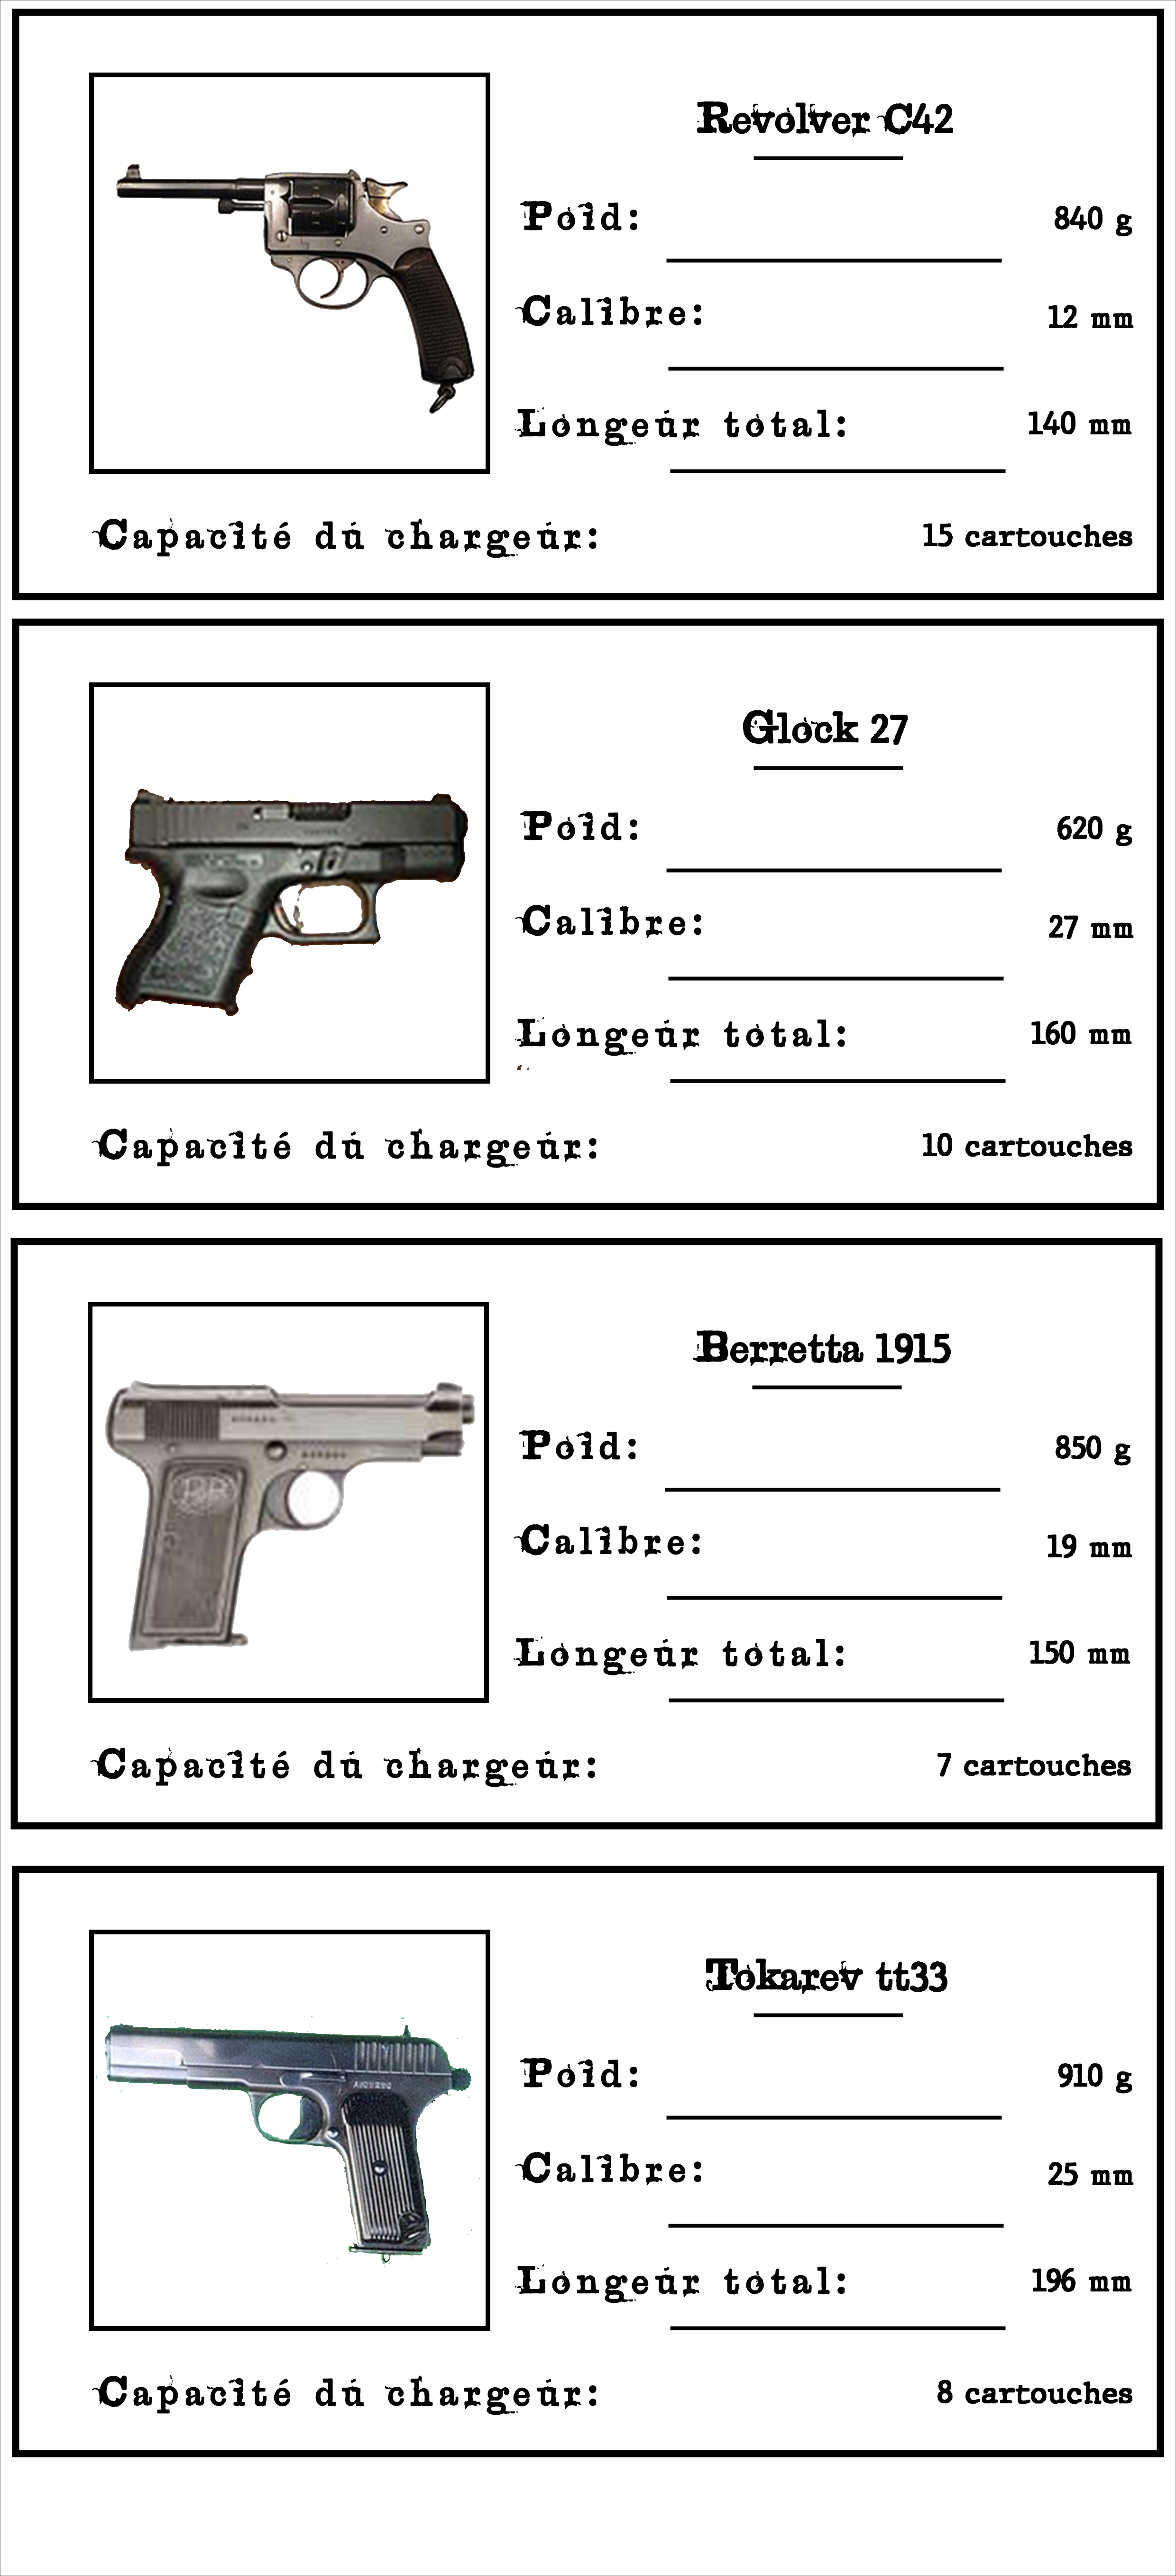 Revolver C42
Poid: 840 g
Calibre: 12 mm
Longeur total: 140 mm
Capacité du chargeur: 15 cartouches
Glock 27
Poid: 620 g
Calibre: 27 mm
Longeur total: 160 mm
Capacité du chargeur: 10 cartouches
Berretta 1915
Poid: 850 g
Calibre: 19 mm
Longeur total: 150 mm
Capacité du chargeur: 7 cartouches
Tokarev tt33
Poid: 910 g
Calibre: 25 mm
Longeur total: 196 mm
Capacité du chargeur: 8 cartouches